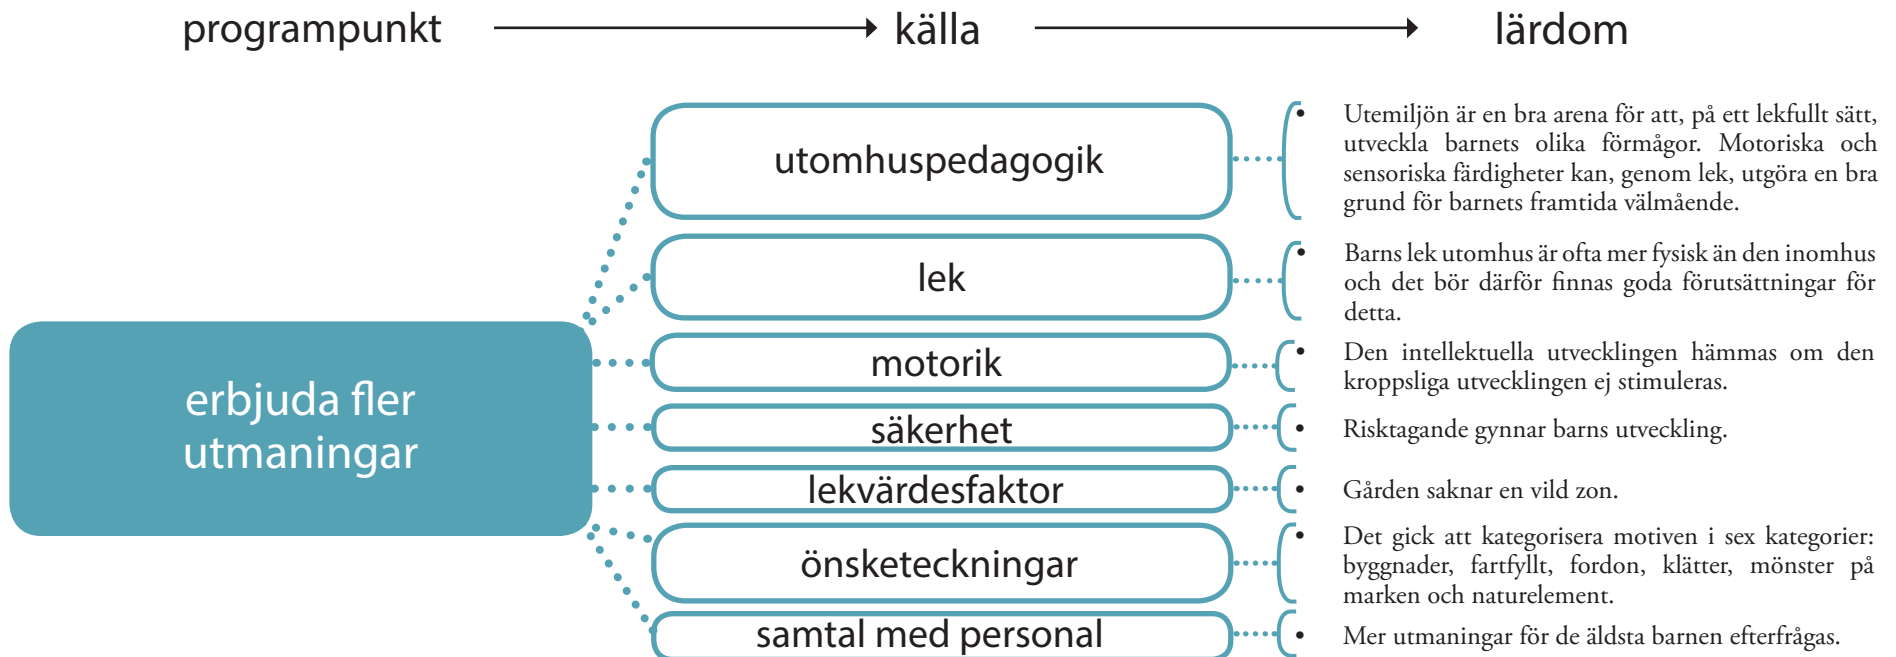 programpunkt
källa
lärdom
erbjuda fler
utmaningar
utomhuspedagogik
• Utemiljön är en bra arena för att, på ett lekfullt sätt,
utveckla barnets olika förmågor. Motoriska och
sensoriska färdigheter kan, genom lek, utgöra en bra
grund för barnets framtida välmående.
lek
• Barns lek utomhus är ofta mer fysisk än den inomhus
och det bör därför finnas goda förutsättningar för
detta.
motorik
• Den intellektuella utvecklingen hämmas om den
kroppsliga utvecklingen ej stimuleras.
säkerhet
• Risktagande gynnar barns utveckling.
lekvärdesfaktor
• Gården saknar en vild zon.
önsketeckningar
• Det gick att kategorisera motiven i sex kategorier:
byggnader, fartfyllt, fordon, klätter, mönster på
marken och naturelement.
samtal med personal
• Mer utmaningar för de äldsta barnen efterfrågas.